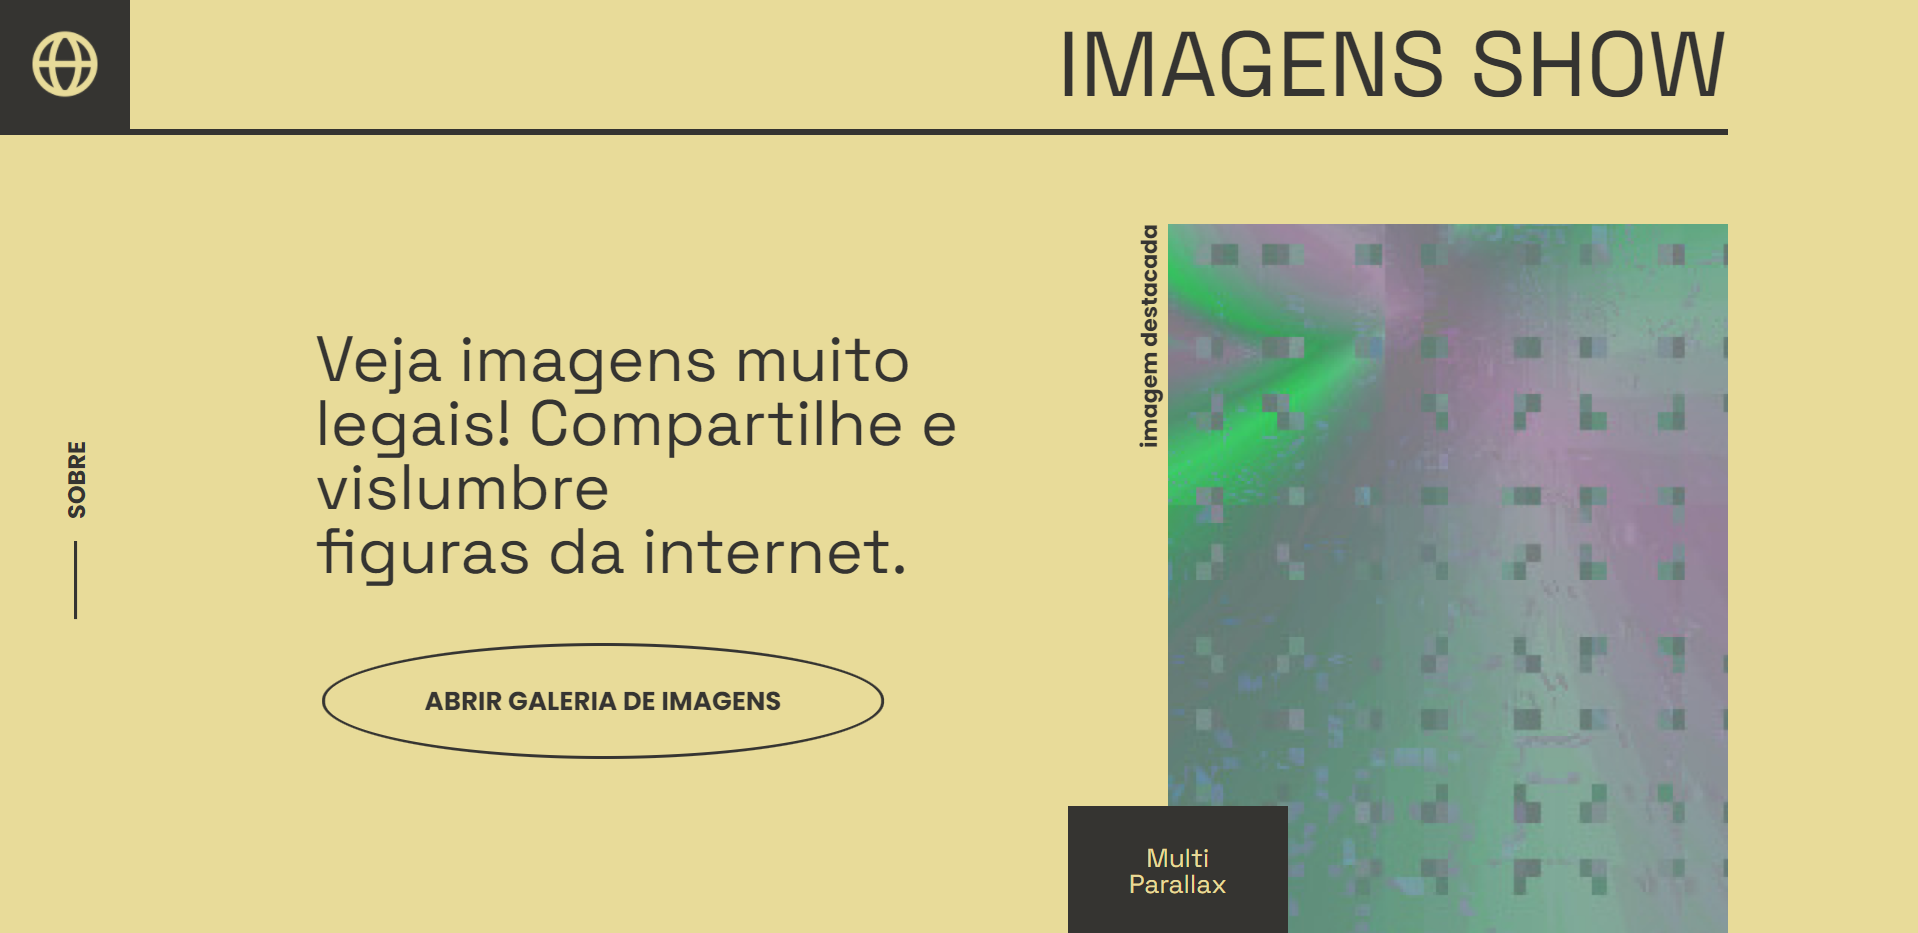 IMAGENS SHOW
imagem destacada
Veja imagens muito
legais! Compartilhe e
vislumbre
figuras da internet.
SOBRE
ABRIR GALERIA DE IMAGENS
Multi
Parallax